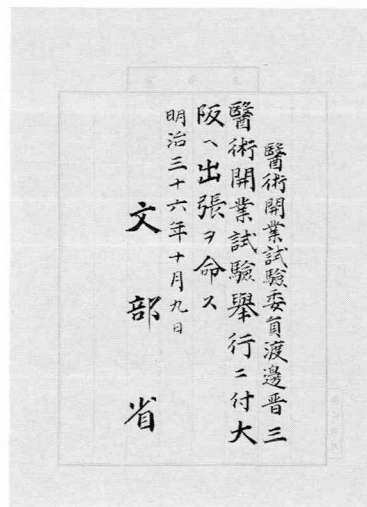 醫術開業試驗委員渡邊晋三
醫術開業試驗舉行ニ付大
阪ヘ出張ヲ命ス
明治三十六年十月九日
文部省